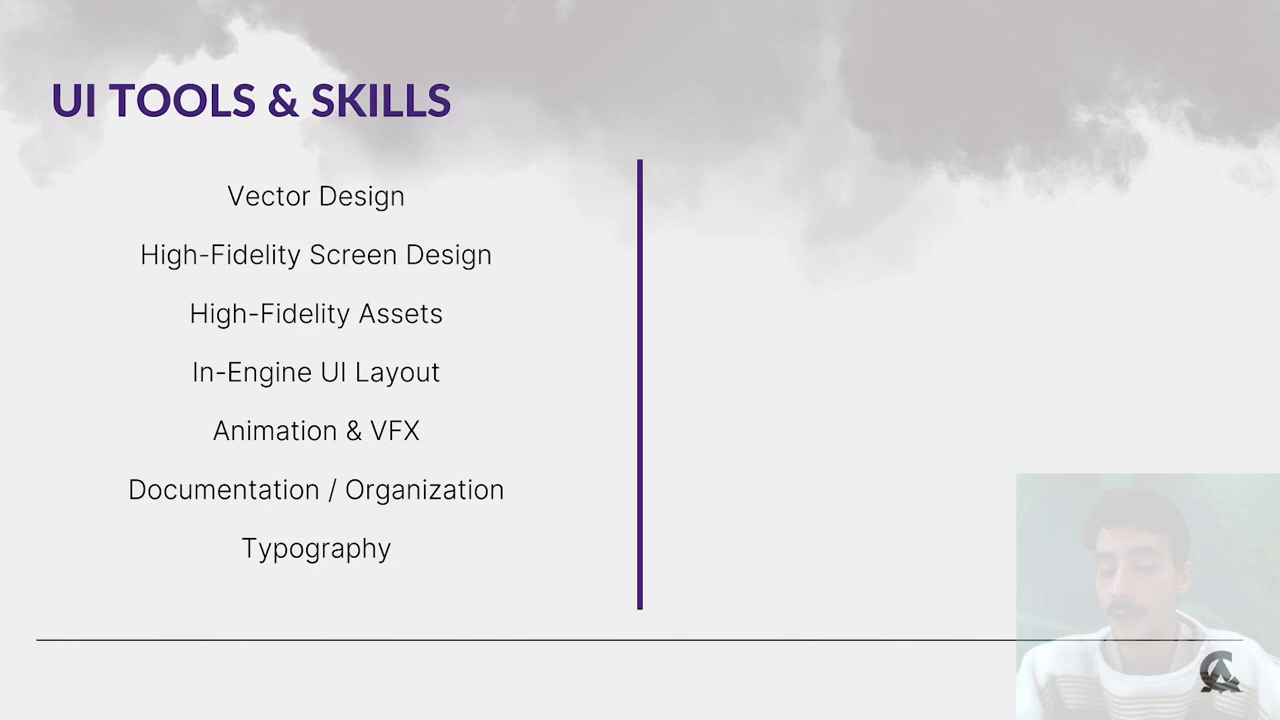 UI TOOLS & SKILLS
Vector Design
High-Fidelity Screen Design
High-Fidelity Assets
In-Engine UI Layout
Animation & VFX
Documentation / Organization
Typography